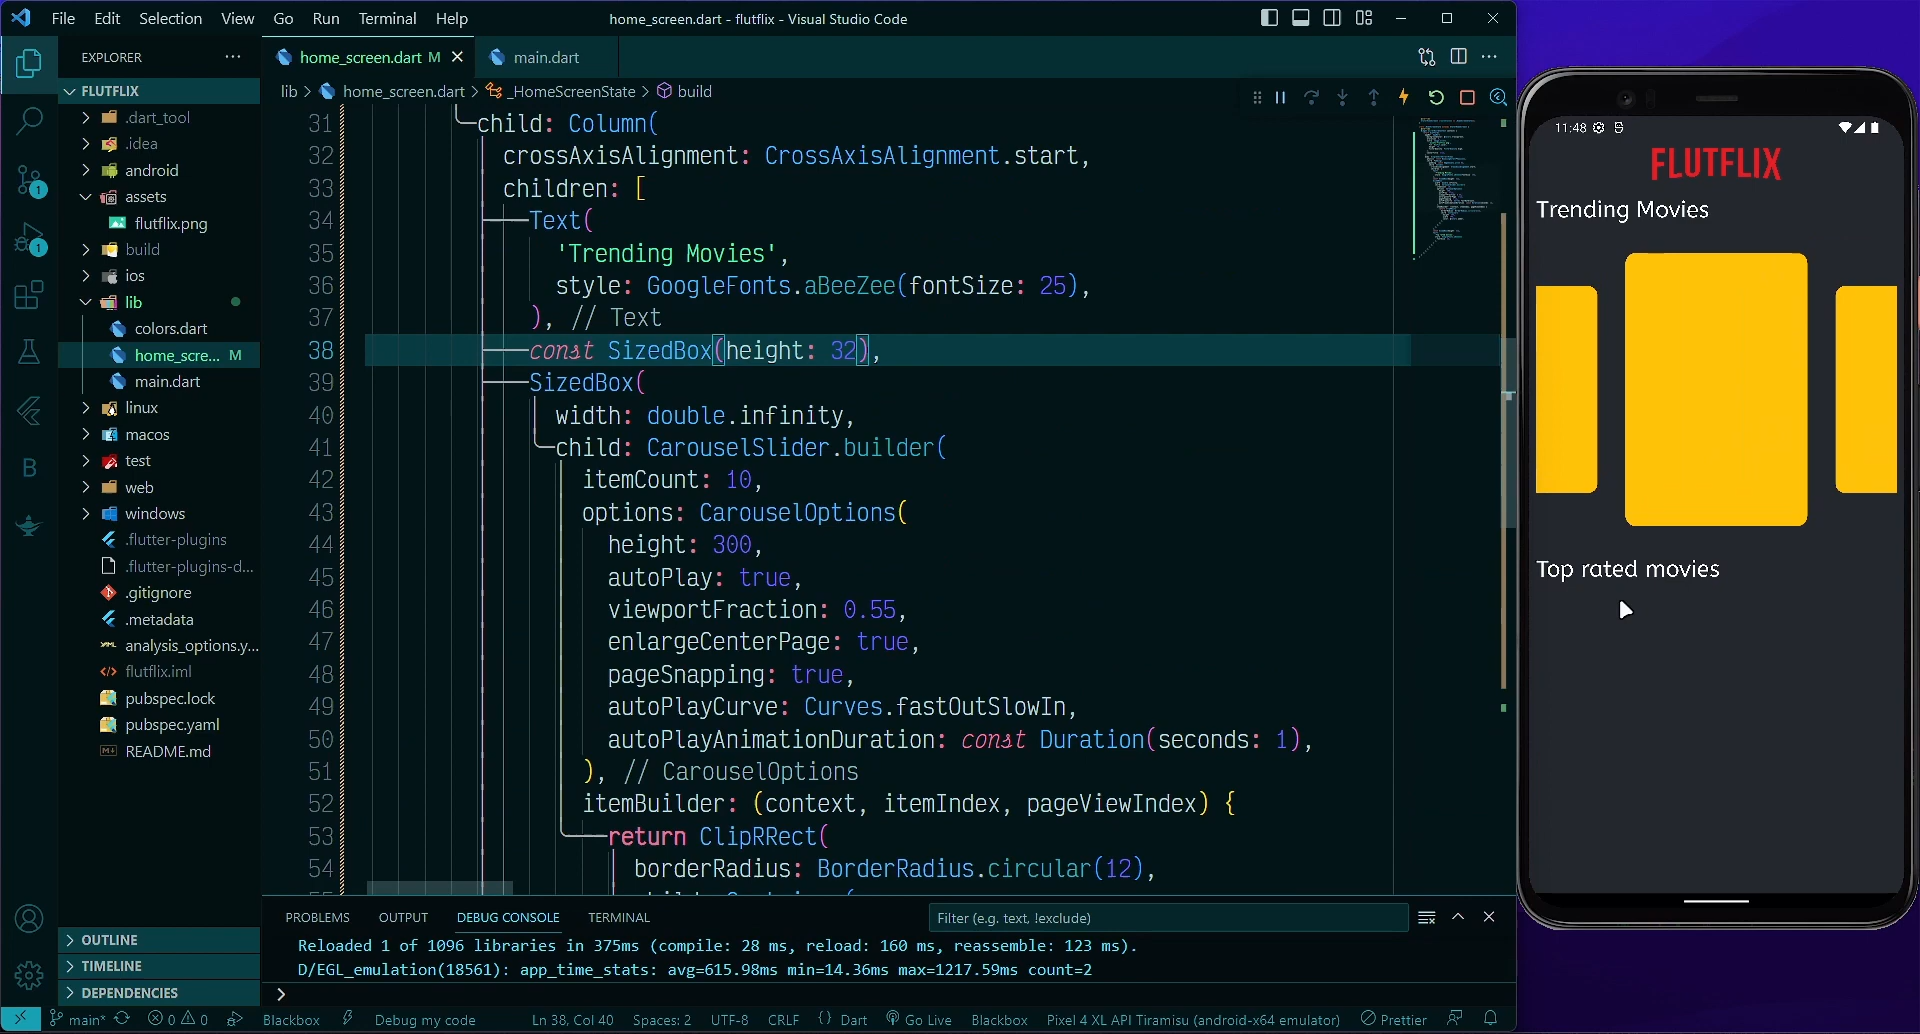 File Edit Selection View Go Run Terminal Help
home_screen.dart - flutflix - Visual Studio Code
EXPLORER
FLUTFLIX
.dart_tool
.idea
android
assets
flutflix.png
build
ios
lib
colors.dart
home_scre... M
main.dart
linux
macos
test
web
windows
.flutter-plugins
.flutter-plugins-d...
.gitignore
.metadata
analysis_options.y...
flutflix.iml
pubspec.lock
pubspec.yaml
README.md
OUTLINE
TIMELINE
DEPENDENCIES
1
1
B
home_screen.dart M
main.dart
lib > home_screen.dart > _HomeScreenState > build
31 child: Column(
32 crossAxisAlignment: CrossAxisAlignment.start,
33 children: [
34 Text(
35 'Trending Movies',
36 style: GoogleFonts.aBeeZee(fontSize: 25),
37 ), // Text
38 const SizedBox(height: 32),
39 SizedBox(
40 width: double.infinity,
41 child: CarouselSlider.builder(
42 itemCount: 10,
43 options: CarouselOptions(
44 height: 300,
45 autoPlay: true,
46 viewportFraction: 0.55,
47 enlargeCenterPage: true,
48 pageSnapping: true,
49 autoPlayCurve: Curves.fastOutSlowIn,
50 autoPlayAnimationDuration: const Duration(seconds: 1),
51 ), // CarouselOptions
52 itemBuilder: (context, itemIndex, pageViewIndex) {
53 return ClipRRect(
54 borderRadius: BorderRadius.circular(12),
PROBLEMS OUTPUT DEBUG CONSOLE TERMINAL
Filter (e.g. text, !exclude)
Reloaded 1 of 1096 libraries in 375ms (compile: 28 ms, reload: 160 ms, reassemble: 123 ms).
D/EGL_emulation(18561): app_time_stats: avg=615.98ms min=14.36ms max=1217.59ms count=2
>
main* 0 0 Blackbox Debug my code Ln 38, Col 40 Spaces: 2 UTF-8 CRLF {} Dart Go Live Blackbox Pixel 4 XL API Tiramisu (android-x64 emulator) Prettier
11:48
FLUTFLIX
Trending Movies
Top rated movies